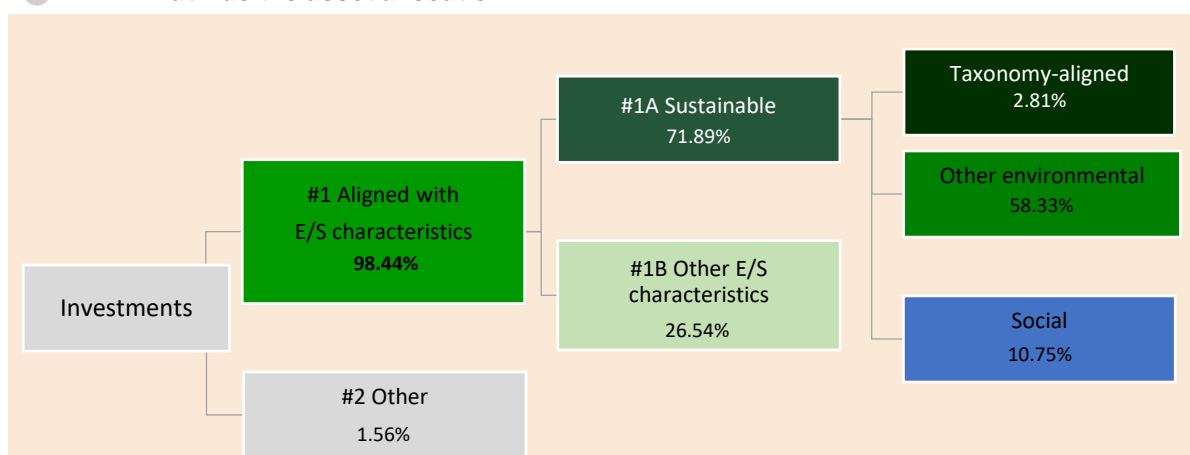 Investments
#1 Aligned with
E/S characteristics
98.44%
#2 Other
1.56%
#1A Sustainable
71.89%
#1B Other E/S
characteristics
26.54%
Taxonomy-aligned
2.81%
Other environmental
58.33%
Social
10.75%